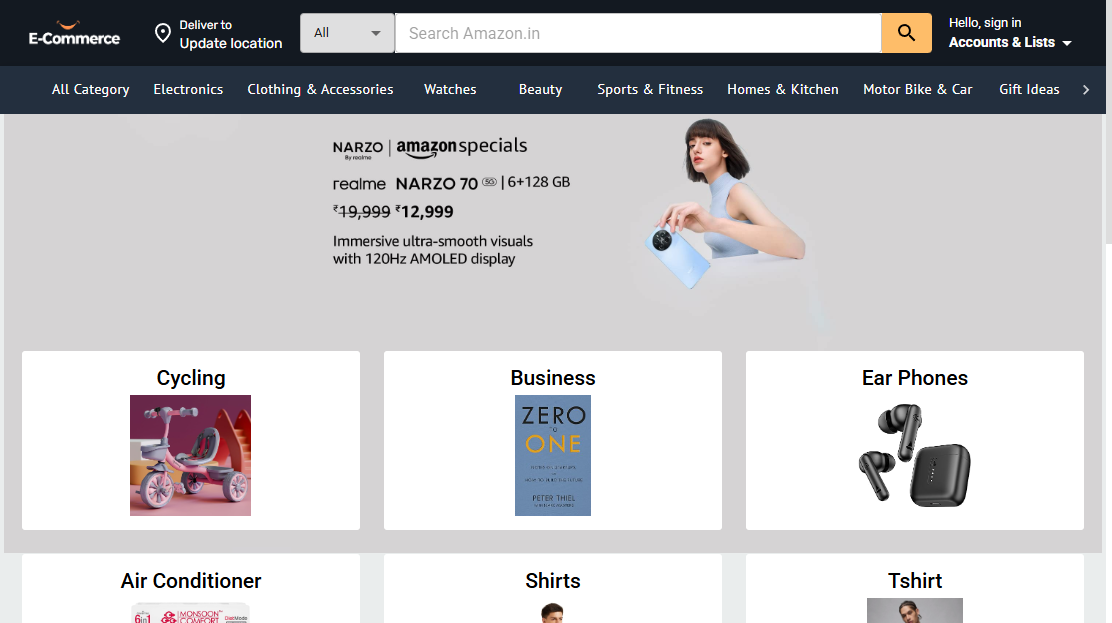 E-Commerce
Deliver to
Update location
All
Search Amazon.in
Hello, sign in
Accounts & Lists
All Category
Electronics
Clothing & Accessories
Watches
Beauty
Sports & Fitness
Homes & Kitchen
Motor Bike & Car
Gift Ideas
NARZO | amazon specials
By realme
realme NARZO 70 5G | 6+128 GB
₹19,999 ₹12,999
Immersive ultra-smooth visuals
with 120Hz AMOLED display
Cycling
Business
Ear Phones
ZERO
TO
ONE
PETER THIEL
Air Conditioner
Shirts
Tshirt
6in1
MONSOON
COMFORT